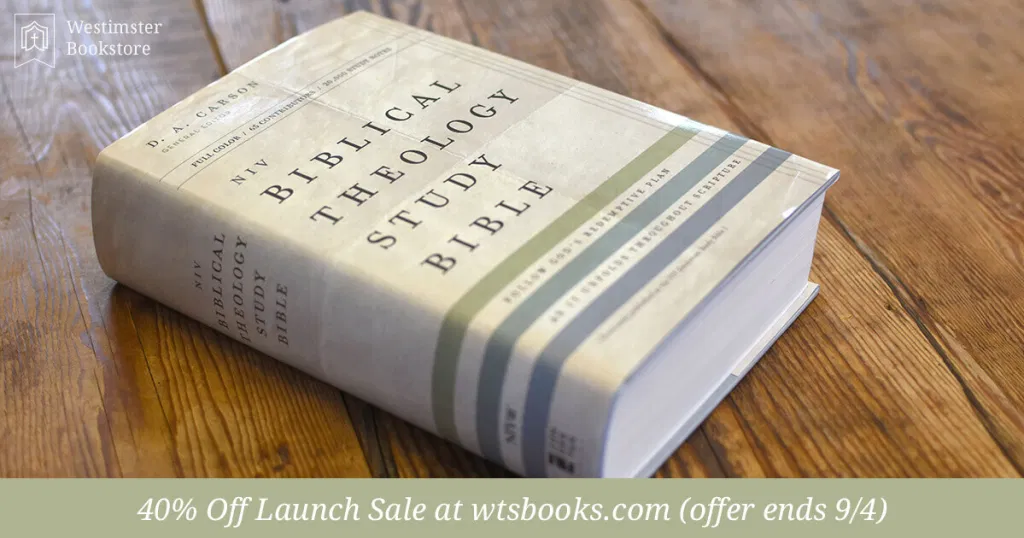 Westimster
Bookstore
D. A. CARSON
GENERAL EDITOR
FULL COLOR / 65 CONTRIBUTORS / 20,000 STUDY NOTES
NIV
BIBLICAL
THEOLOGY
STUDY
BIBLE
FOLLOW GOD'S REDEMPTIVE PLAN
AS IT UNFOLDS THROUGHOUT SCRIPTURE
NIV
BIBLICAL
THEOLOGY
STUDY
BIBLE
NIV
40% Off Launch Sale at wtsbooks.com (offer ends 9/4)